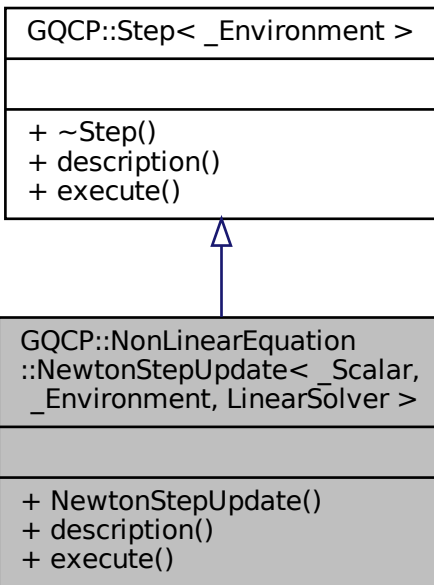 GQCP::Step< _Environment >
+ ~Step()
+ description()
+ execute()
GQCP::NonLinearEquation
::NewtonStepUpdate< _Scalar,
_Environment, LinearSolver >
+ NewtonStepUpdate()
+ description()
+ execute()